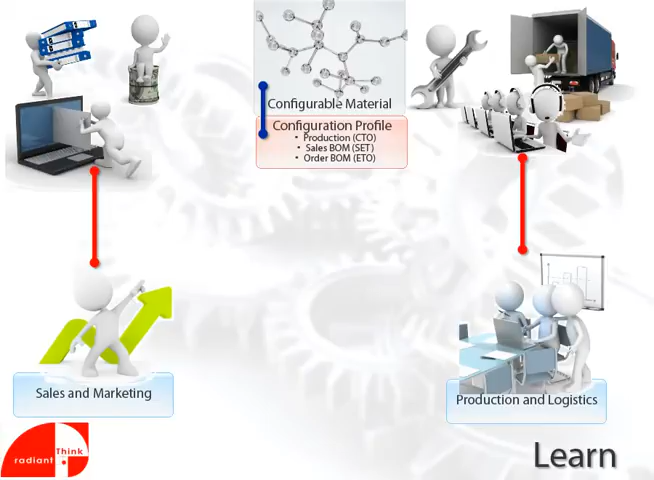 Configurable Material
Configuration Profile
• Production (CTO)
• Sales BOM (SET)
• Order BOM (ETO)
Sales and Marketing
Production and Logistics
radiant Think
Learn